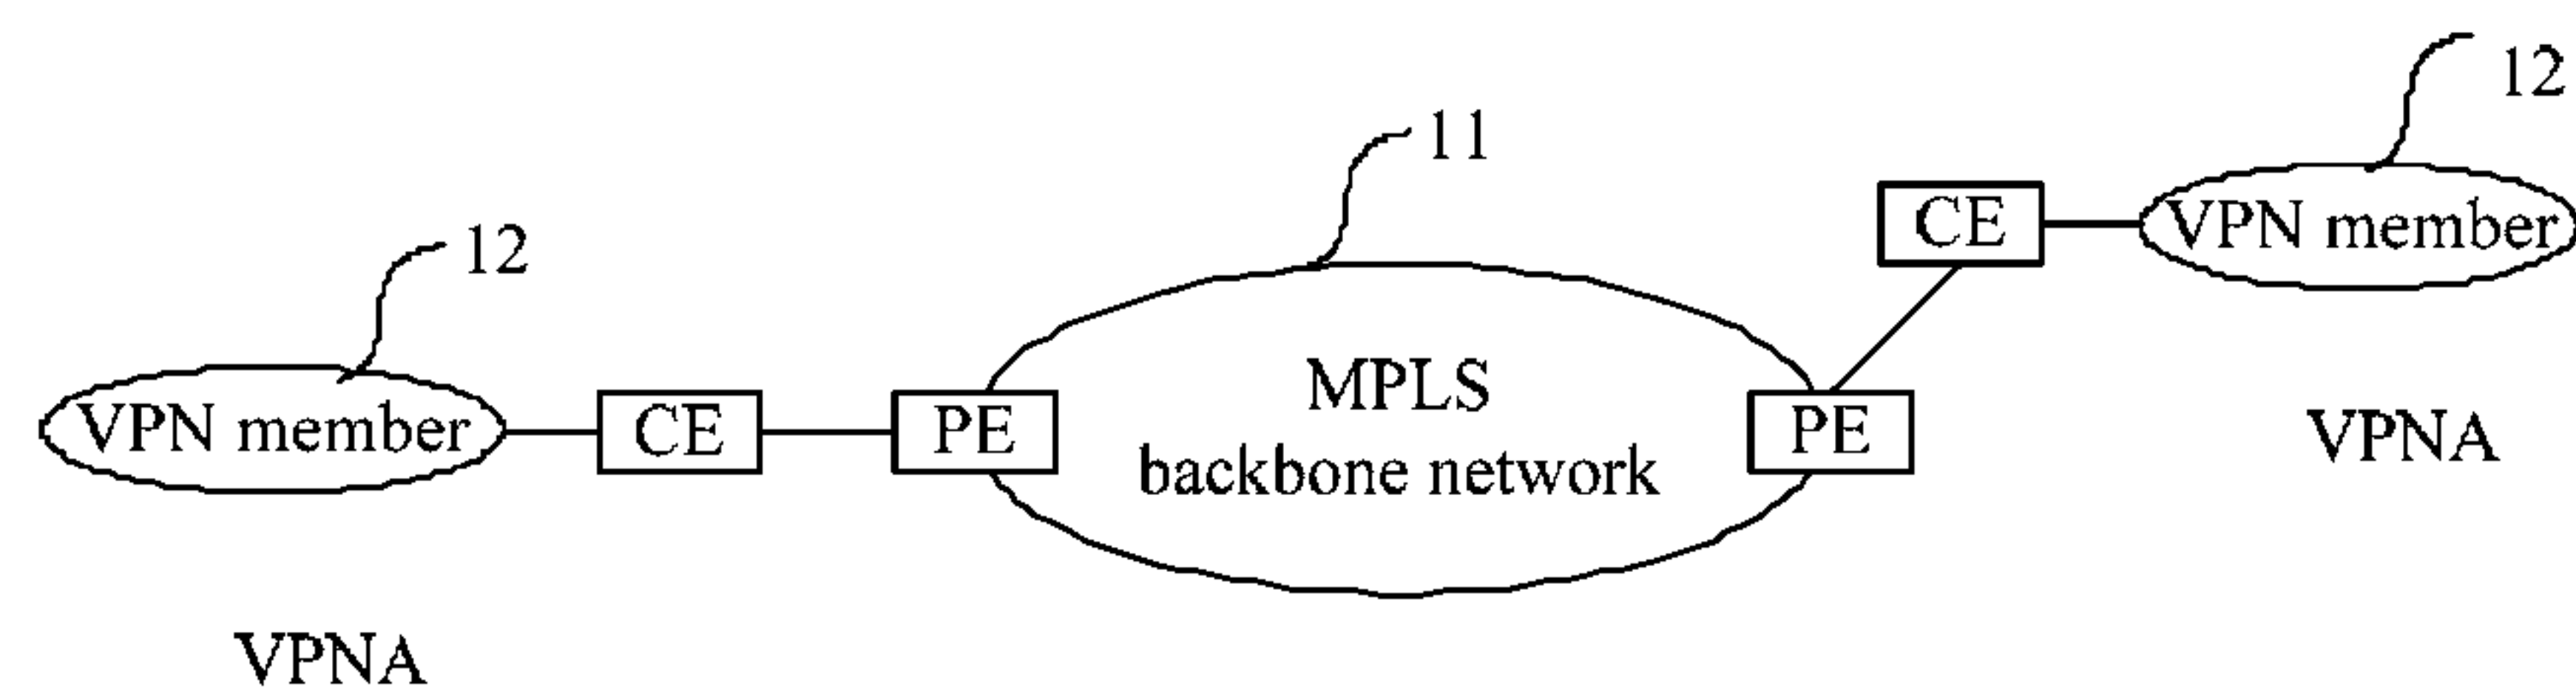 12
11
CE
VPN member
12
VPN member
CE
PE
MPLS
backbone network
PE
VPNA
VPNA